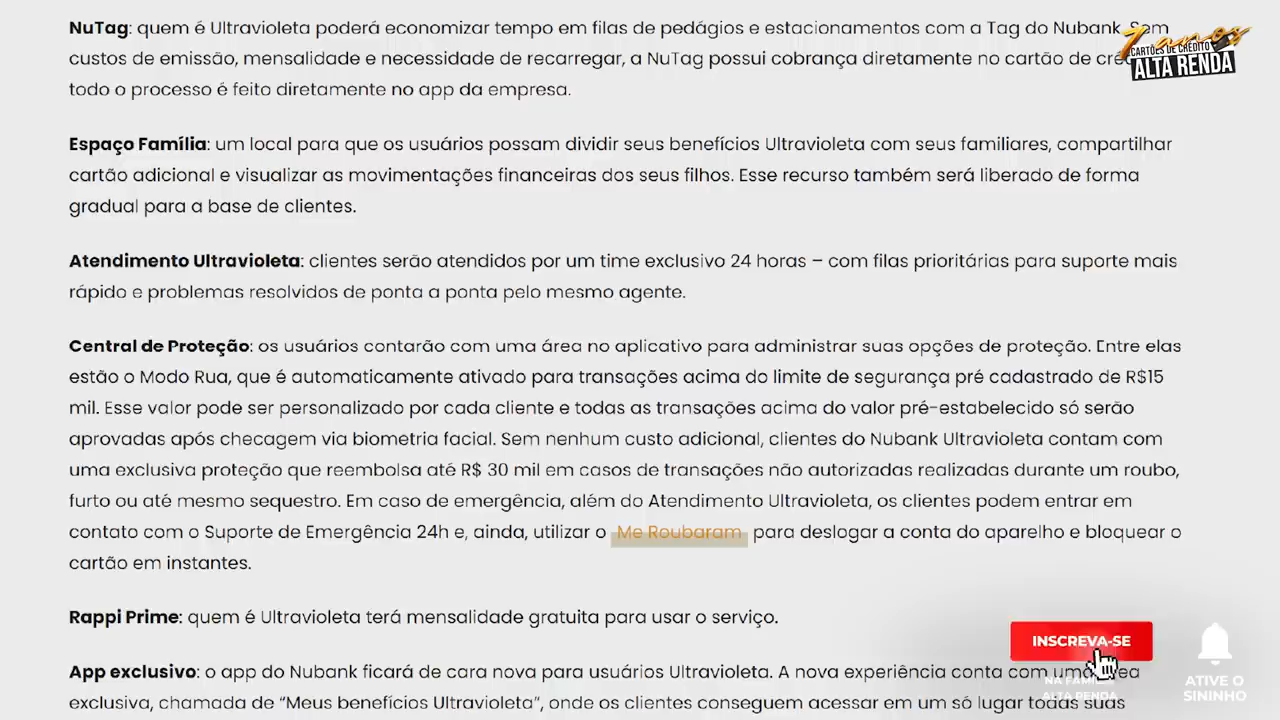 NuTag: quem é Ultravioleta poderá economizar tempo em filas de pedágios e estacionamentos com a Tag do Nubank. Sem
custos de emissão, mensalidade e necessidade de recarregar, a NuTag possui cobrança diretamente no cartão de
todo o processo é feito diretamente no app da empresa.
7 anos
CARTÕES DE CRÉDITO
ALTA RENDA
Espaço Família: um local para que os usuários possam dividir seus benefícios Ultravioleta com seus familiares, compartilhar
cartão adicional e visualizar as movimentações financeiras dos seus filhos. Esse recurso também será liberado de forma
gradual para a base de clientes.
Atendimento Ultravioleta: clientes serão atendidos por um time exclusivo 24 horas – com filas prioritárias para suporte mais
rápido e problemas resolvidos de ponta a ponta pelo mesmo agente.
Central de Proteção: os usuários contarão com uma área no aplicativo para administrar suas opções de proteção. Entre elas
estão o Modo Rua, que é automaticamente ativado para transações acima do limite de segurança pré cadastrado de R$15
mil. Esse valor pode ser personalizado por cada cliente e todas as transações acima do valor pré-estabelecido só serão
aprovadas após checagem via biometria facial. Sem nenhum custo adicional, clientes do Nubank Ultravioleta contam com
uma exclusiva proteção que reembolsa até R$ 30 mil em casos de transações não autorizadas realizadas durante um roubo,
furto ou até mesmo sequestro. Em caso de emergência, além do Atendimento Ultravioleta, os clientes podem entrar em
contato com o Suporte de Emergência 24h e, ainda, utilizar o Me Roubaram para deslogar a conta do aparelho e bloquear o
cartão em instantes.
Rappi Prime: quem é Ultravioleta terá mensalidade gratuita para usar o serviço.
App exclusivo: o app do Nubank ficará de cara nova para usuários Ultravioleta. A nova experiência conta com uma área
exclusiva, chamada de “Meus benefícios Ultravioleta”, onde os clientes conseguem acessar em um só lugar todas suas
INSCREVA-SE
NA FAMÍLIA
ALTA RENDA
ATIVE O
SININHO